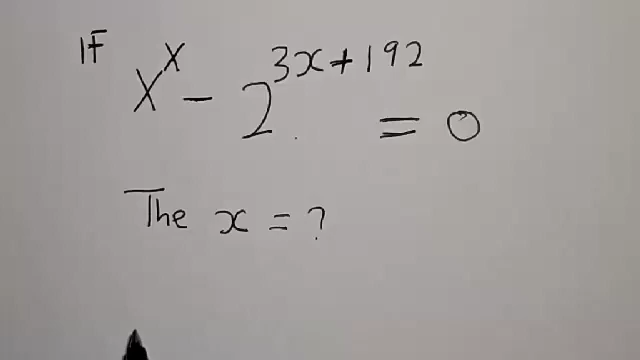 IF x^x - 2^{3x+192} = 0
The x = ?